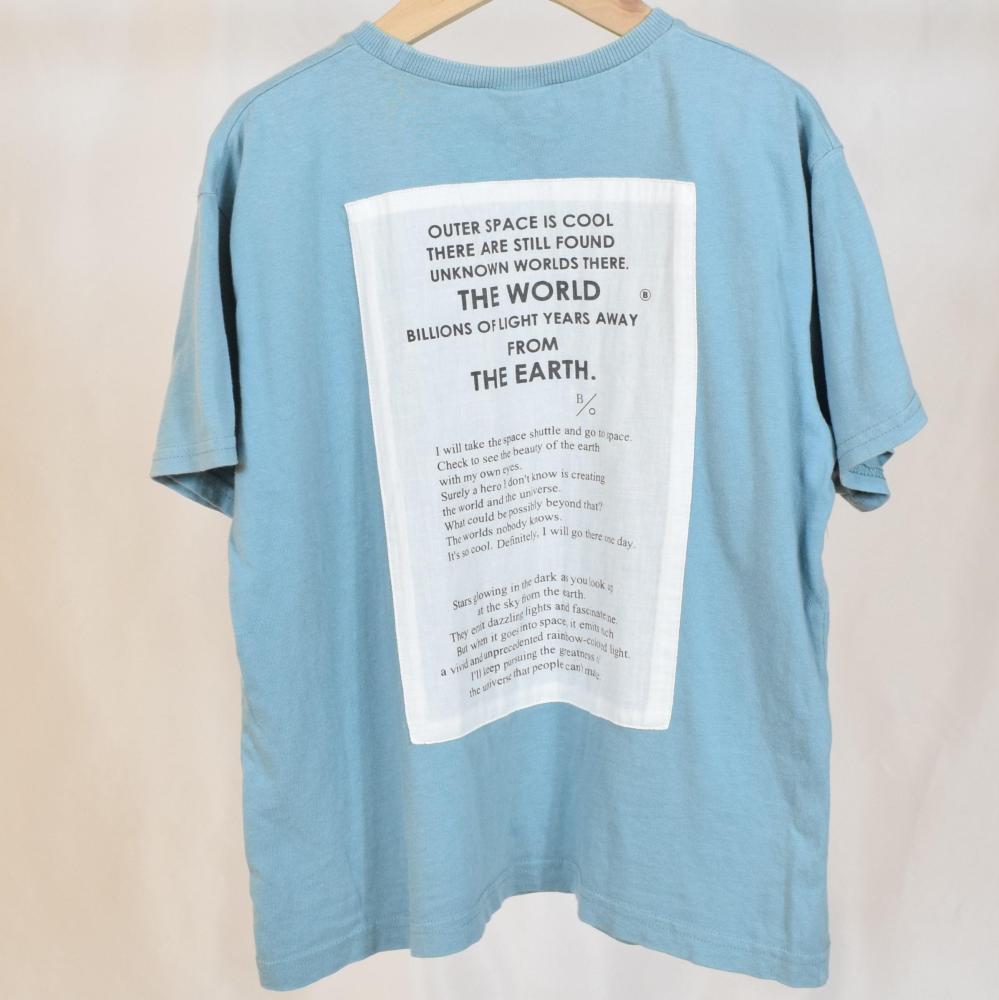 OUTER SPACE IS COOL
THERE ARE STILL FOUND
UNKNOWN WORLDS THERE.
THE WORLD
B
BILLIONS OF LIGHT YEARS AWAY
FROM
THE EARTH.
B/o
I will take the space shuttle and go to space.
Check to see the beauty of the earth
with my own eyes.
Surely a hero I don't know is creating
the world and the universe.
What could be possibly beyond that?
The worlds nobody knows.
It's so cool. Definitely, I will go there one day.
Stars glowing in the dark as you look up
at the sky from the earth.
They emit dazzling lights and fascinate me.
But when it goes into space, it emits such
a vivid and unprecedented rainbow-colored light.
I'll keep pursuing the greatness of
the universe that people can't